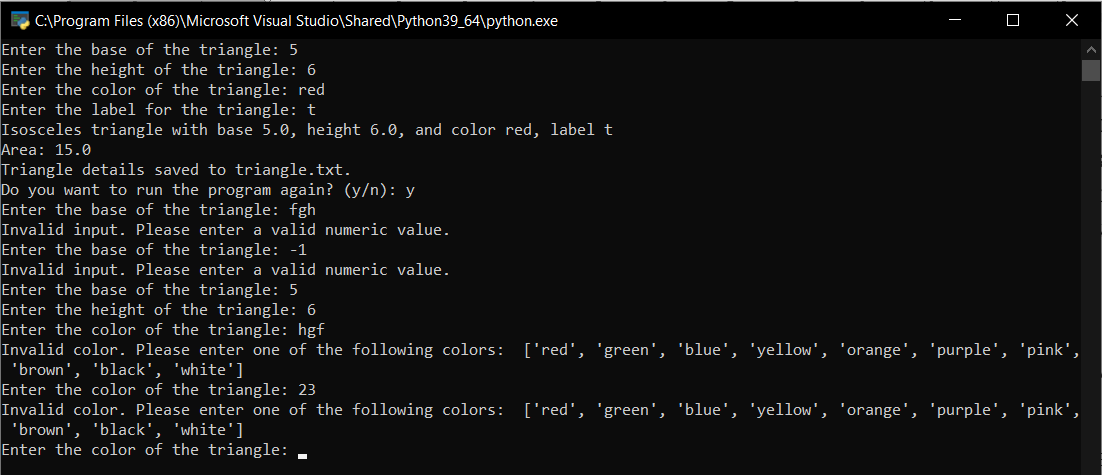 C:\Program Files (x86)\Microsoft Visual Studio\Shared\Python39_64\python.exe
Enter the base of the triangle: 5
Enter the height of the triangle: 6
Enter the color of the triangle: red
Enter the label for the triangle: t
Isosceles triangle with base 5.0, height 6.0, and color red, label t
Area: 15.0
Triangle details saved to triangle.txt.
Do you want to run the program again? (y/n): y
Enter the base of the triangle: fgh
Invalid input. Please enter a valid numeric value.
Enter the base of the triangle: -1
Invalid input. Please enter a valid numeric value.
Enter the base of the triangle: 5
Enter the height of the triangle: 6
Enter the color of the triangle: hgf
Invalid color. Please enter one of the following colors:  ['red', 'green', 'blue', 'yellow', 'orange', 'purple', 'pink',
 'brown', 'black', 'white']
Enter the color of the triangle: 23
Invalid color. Please enter one of the following colors:  ['red', 'green', 'blue', 'yellow', 'orange', 'purple', 'pink',
 'brown', 'black', 'white']
Enter the color of the triangle: